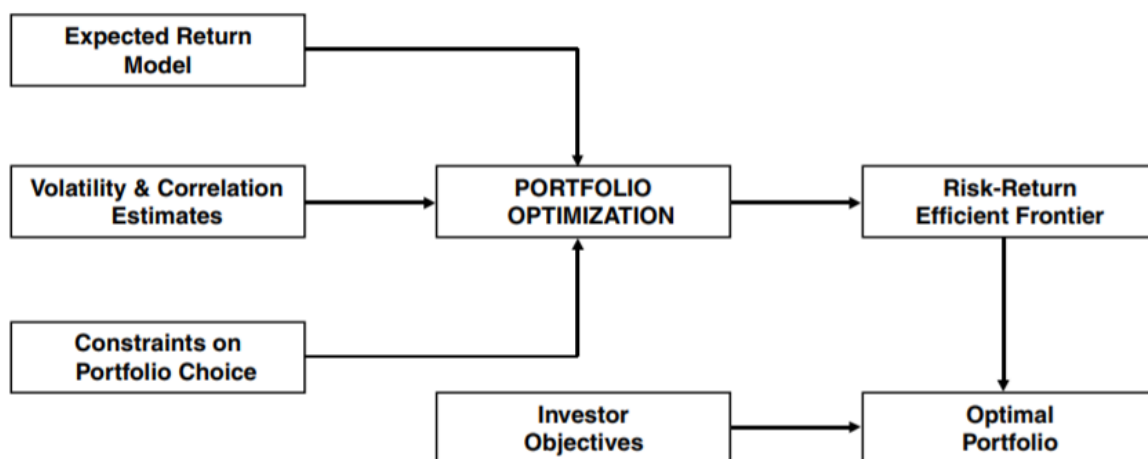 Expected Return
Model
Volatility & Correlation
Estimates
PORTFOLIO
OPTIMIZATION
Risk-Return
Efficient Frontier
Constraints on
Portfolio Choice
Investor
Objectives
Optimal
Portfolio